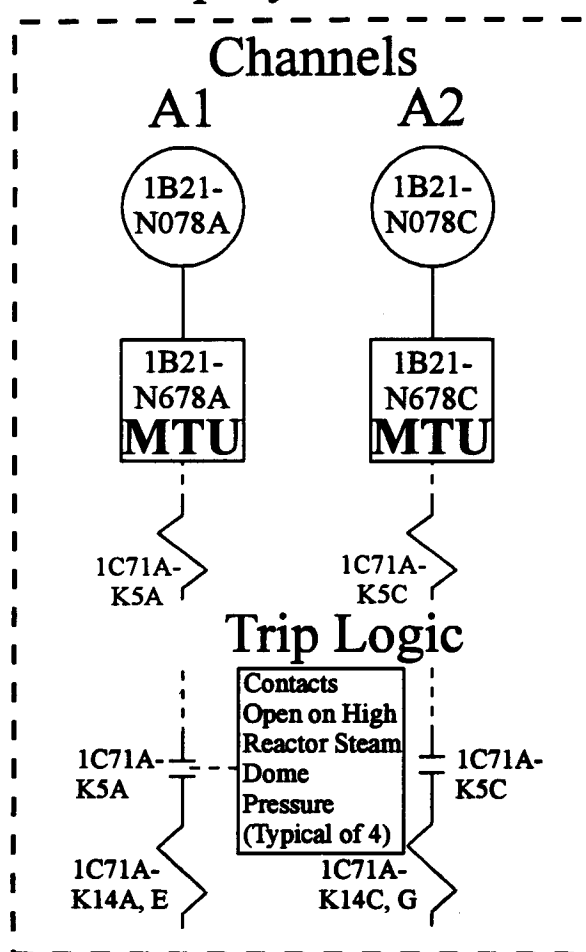 Channels
A1
A2
1B21-
N078A
1B21-
N078C
1B21-
N678A
MTU
1B21-
N678C
MTU
1C71A-
K5A
1C71A-
K5C
Trip Logic
Contacts
Open on High
Reactor Steam
Dome
Pressure
(Typical of 4)
1C71A-
K5A
1C71A-
K5C
1C71A-
K14A, E
1C71A-
K14C, G